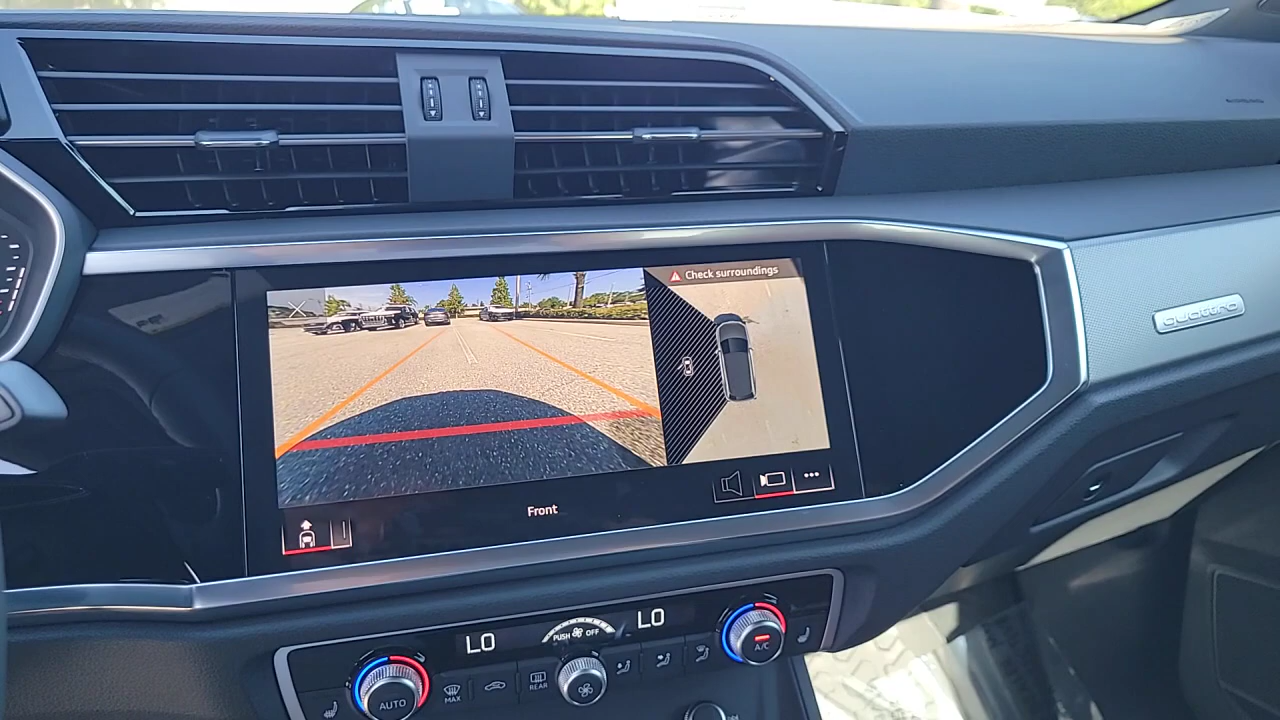 Check surroundings
quattro
Front
LO
PUSH OFF
LO
A/C
AUTO
MAX
REAR